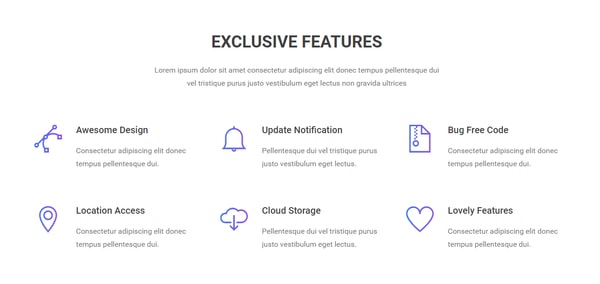 EXCLUSIVE FEATURES
Lorem ipsum dolor sit amet consectetur adipiscing elit donec tempus pellentesque dui
vel tristique purus justo vestibulum eget lectus non gravida ultrices
Awesome Design
Consectetur adipiscing elit donec
tempus pellentesque dui.
Update Notification
Pellentesque dui vel tristique purus
justo vestibulum eget lectus.
Bug Free Code
Consectetur adipiscing elit donec
tempus pellentesque dui.
Location Access
Consectetur adipiscing elit donec
tempus pellentesque dui.
Cloud Storage
Pellentesque dui vel tristique purus
justo vestibulum eget lectus.
Lovely Features
Consectetur adipiscing elit donec
tempus pellentesque dui.